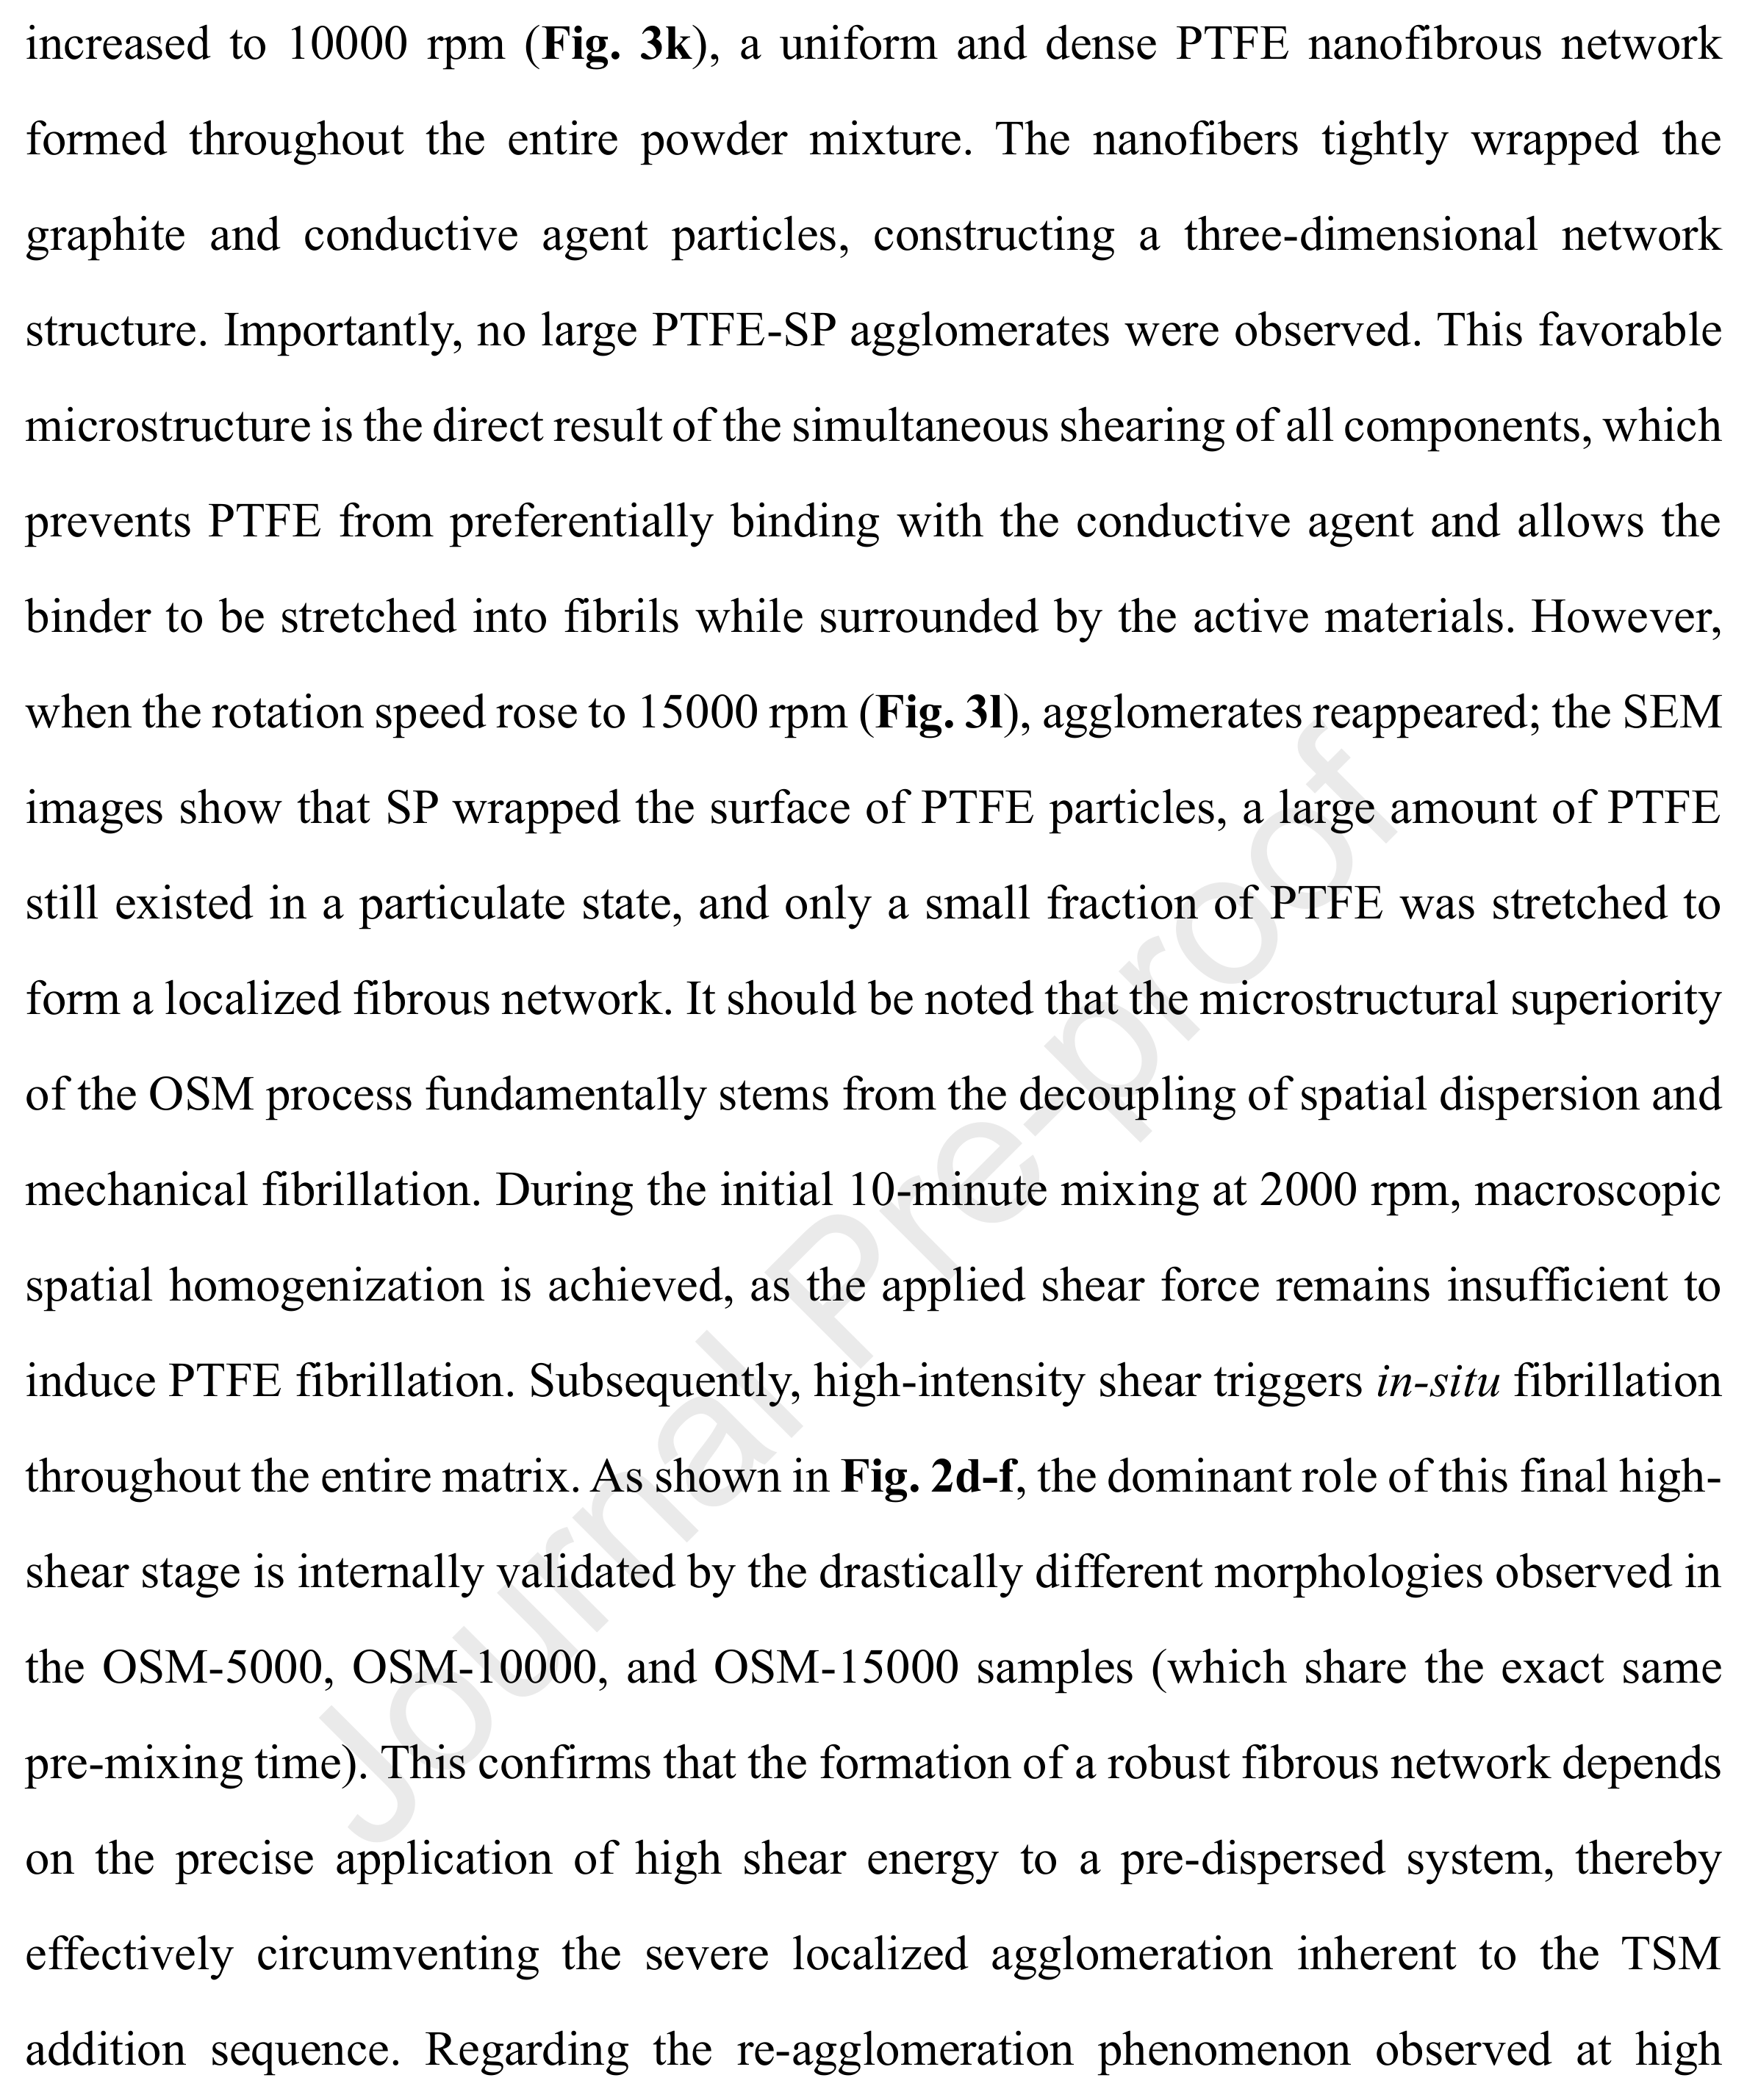 increased to 10000 rpm (Fig. 3k), a uniform and dense PTFE nanofibrous network
formed throughout the entire powder mixture. The nanofibers tightly wrapped the
graphite and conductive agent particles, constructing a three-dimensional network
structure. Importantly, no large PTFE-SP agglomerates were observed. This favorable
microstructure is the direct result of the simultaneous shearing of all components, which
prevents PTFE from preferentially binding with the conductive agent and allows the
binder to be stretched into fibrils while surrounded by the active materials. However,
when the rotation speed rose to 15000 rpm (Fig. 3l), agglomerates reappeared; the SEM
images show that SP wrapped the surface of PTFE particles, a large amount of PTFE
still existed in a particulate state, and only a small fraction of PTFE was stretched to
form a localized fibrous network. It should be noted that the microstructural superiority
of the OSM process fundamentally stems from the decoupling of spatial dispersion and
mechanical fibrillation. During the initial 10-minute mixing at 2000 rpm, macroscopic
spatial homogenization is achieved, as the applied shear force remains insufficient to
induce PTFE fibrillation. Subsequently, high-intensity shear triggers in-situ fibrillation
throughout the entire matrix. As shown in Fig. 2d-f, the dominant role of this final high-
shear stage is internally validated by the drastically different morphologies observed in
the OSM-5000, OSM-10000, and OSM-15000 samples (which share the exact same
pre-mixing time). This confirms that the formation of a robust fibrous network depends
on the precise application of high shear energy to a pre-dispersed system, thereby
effectively circumventing the severe localized agglomeration inherent to the TSM
addition sequence. Regarding the re-agglomeration phenomenon observed at high
Journal Pre-proof